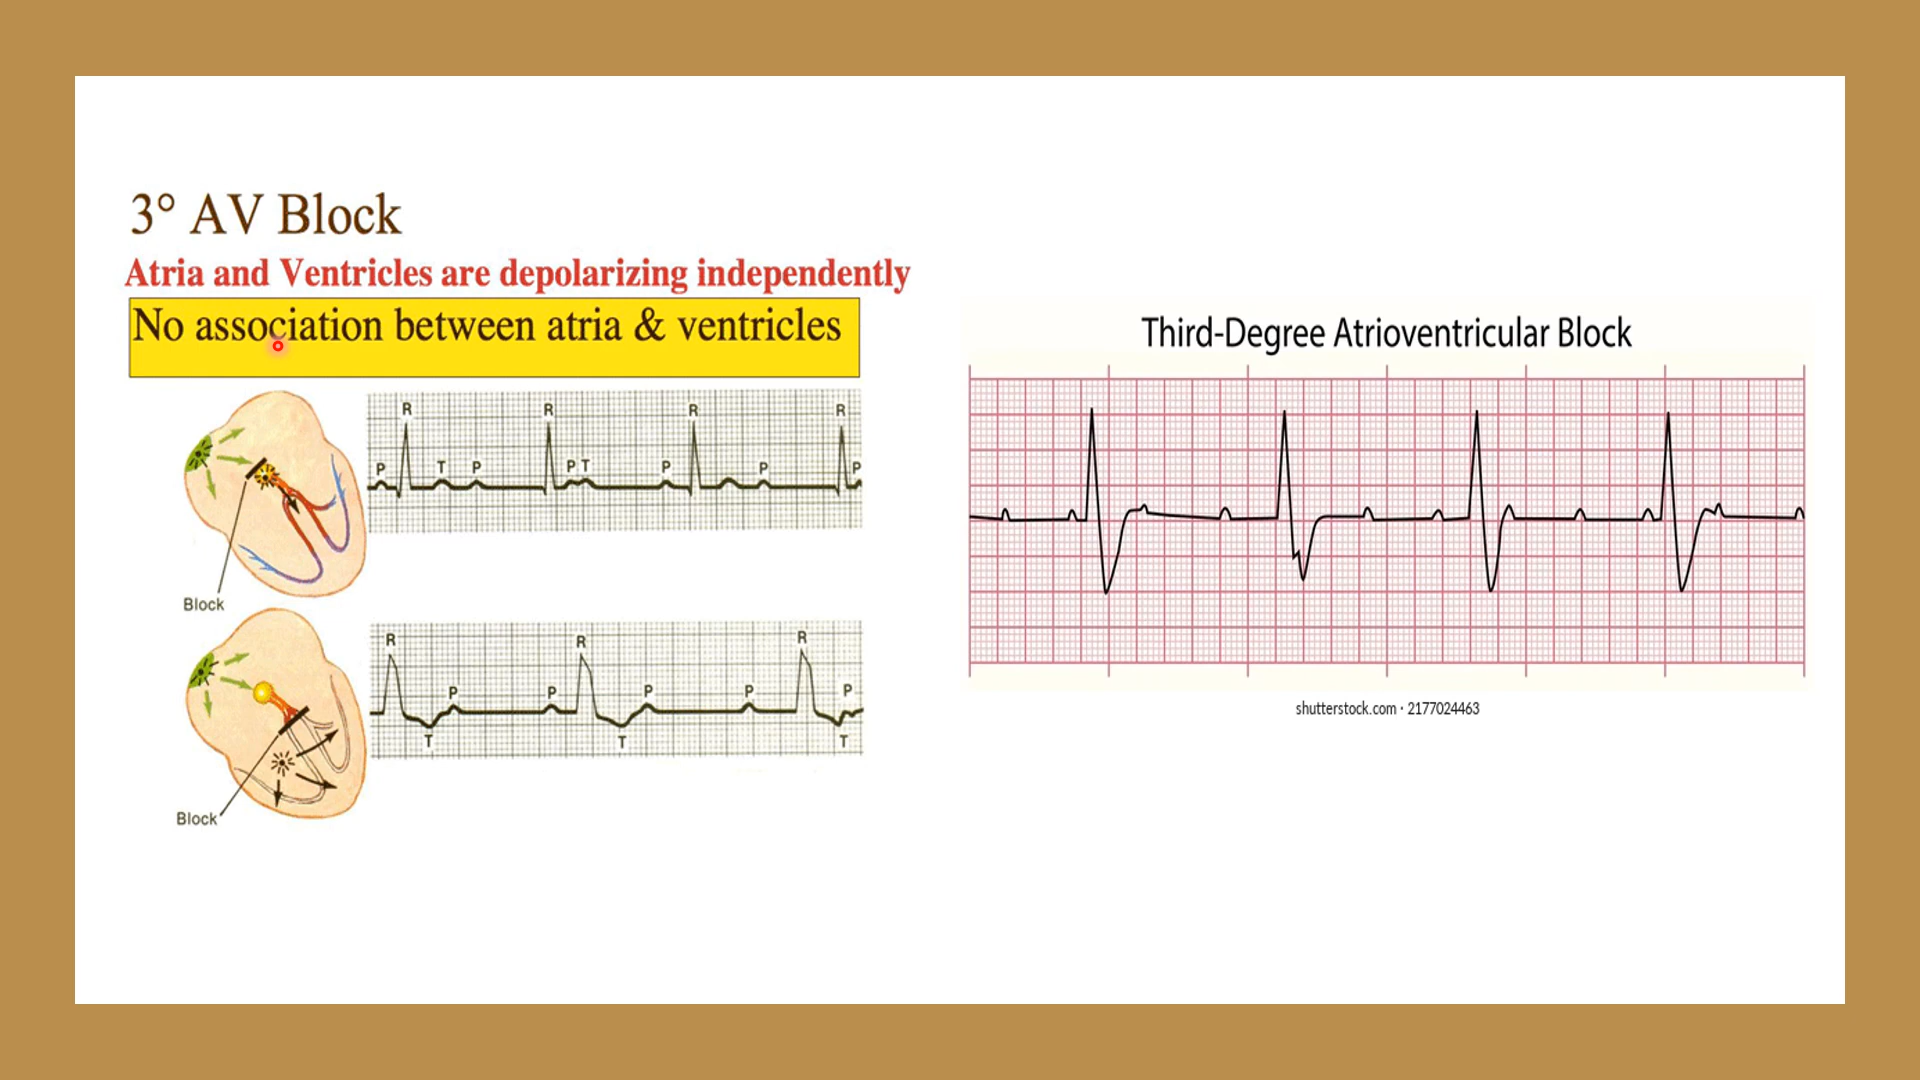 3° AV Block
Atria and Ventricles are depolarizing independently
No association between atria & ventricles
R R R R
P T P P T P P P
Block
R R R
P P P P P
T T T
Block
Third-Degree Atrioventricular Block
shutterstock.com · 2177024463